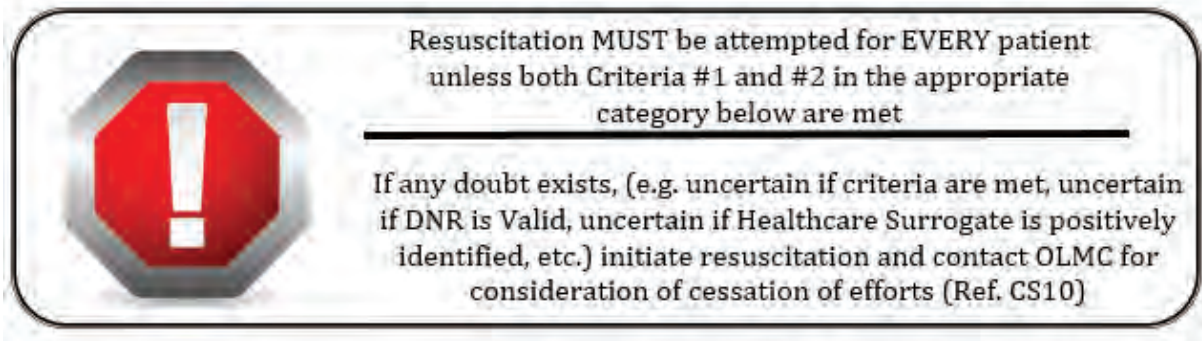 Resuscitation MUST be attempted for EVERY patient
unless both Criteria #1 and #2 in the appropriate
category below are met
If any doubt exists, (e.g. uncertain if criteria are met, uncertain
if DNR is Valid, uncertain if Healthcare Surrogate is positively
identified, etc.) initiate resuscitation and contact OLMC for
consideration of cessation of efforts (Ref. CS10)